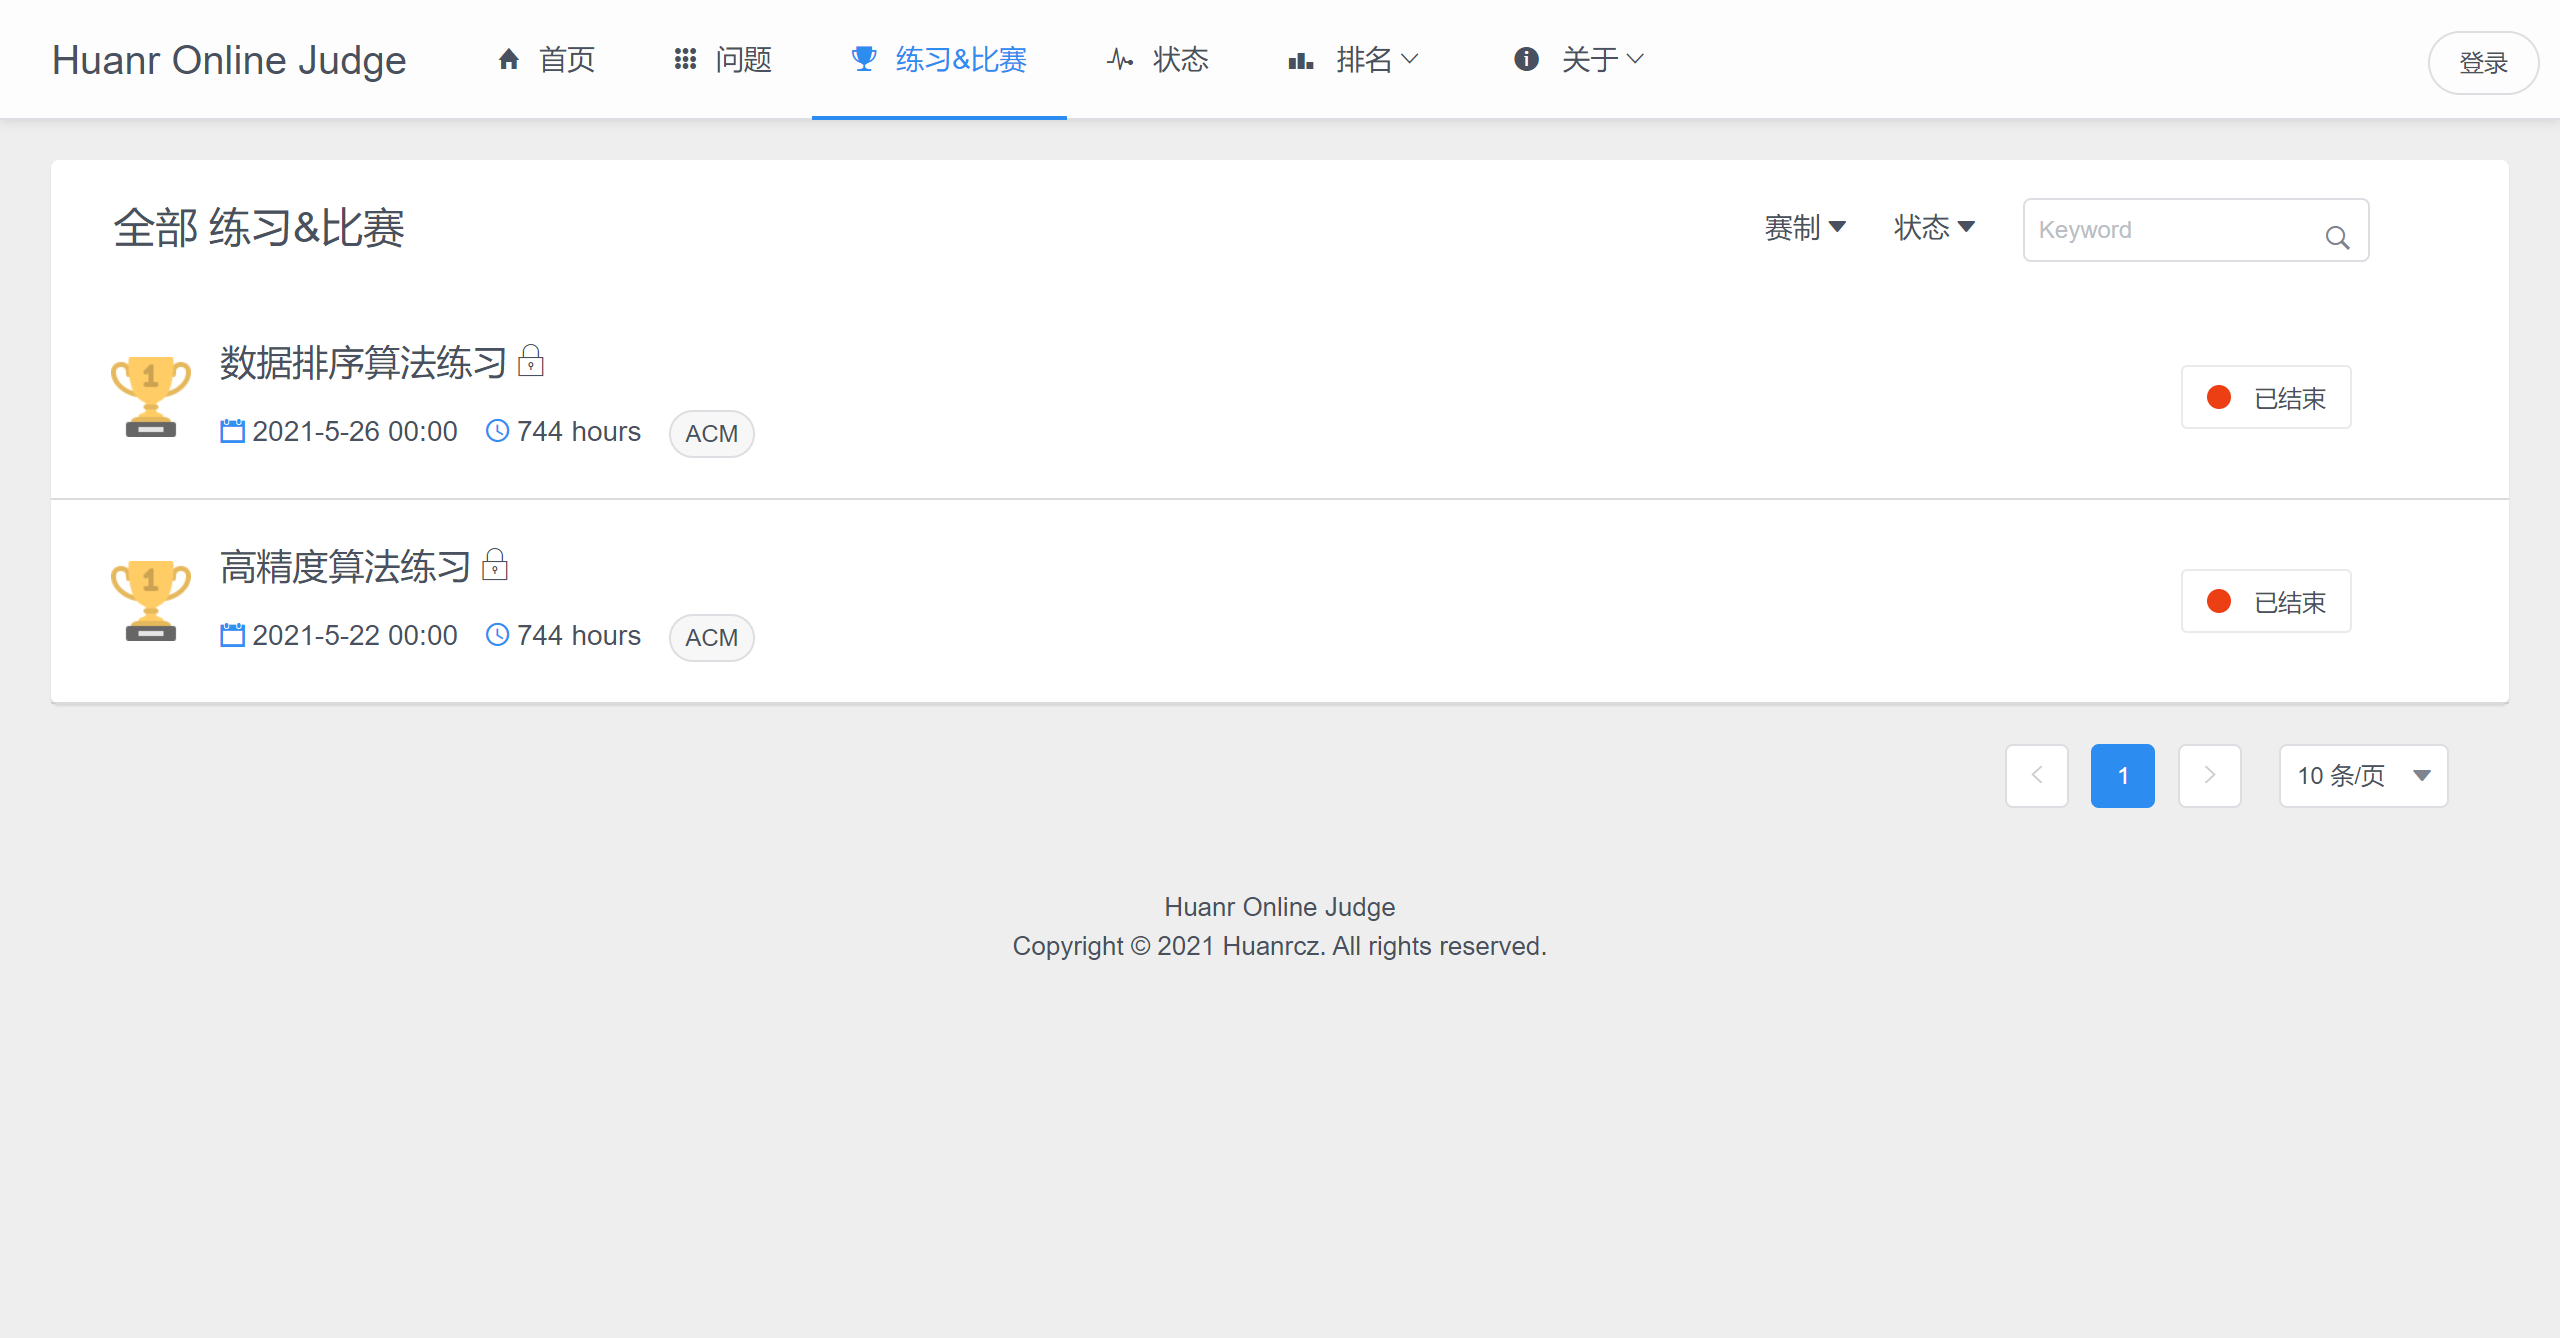 Huanr Online Judge 首页 问题 练习&比赛 状态 排名 关于 登录
全部 练习&比赛 赛制 状态 Keyword
数据排序算法练习
2021-5-26 00:00 744 hours ACM 已结束
高精度算法练习
2021-5-22 00:00 744 hours ACM 已结束
1 10 条/页
Huanr Online Judge
Copyright © 2021 Huanrcz. All rights reserved.